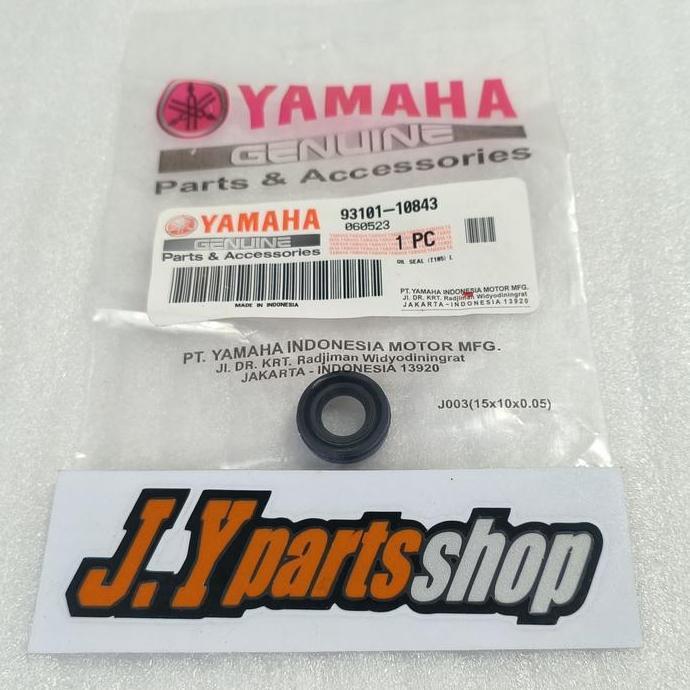 YAMAHA
GENUINE
Parts & Accessories
YAMAHA
GENUINE
Parts & Accessories
93101-10843
060523
1 PC
OIL SEAL (T105) L
MADE IN INDONESIA
PT. YAMAHA INDONESIA MOTOR MFG.
JL. DR. KRT. Radjiman Widyodiningrat
JAKARTA - INDONESIA 13920
PT. YAMAHA INDONESIA MOTOR MFG.
Jl. DR. KRT. Radjiman Widyodiningrat
JAKARTA - INDONESIA 13920
J003(15x10x0.05)
J.Ypartsshop